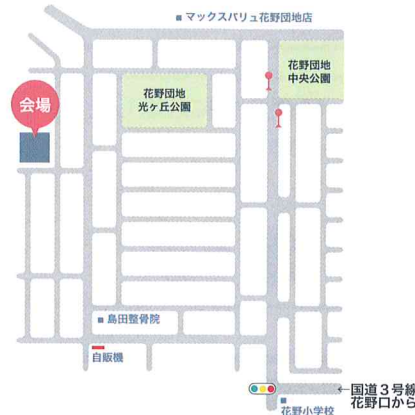 マックスバリュ花野団地店
花野団地
中央公園
花野団地
光ヶ丘公園
会場
島田整骨院
自販機
国道3号線
花野口から
花野小学校